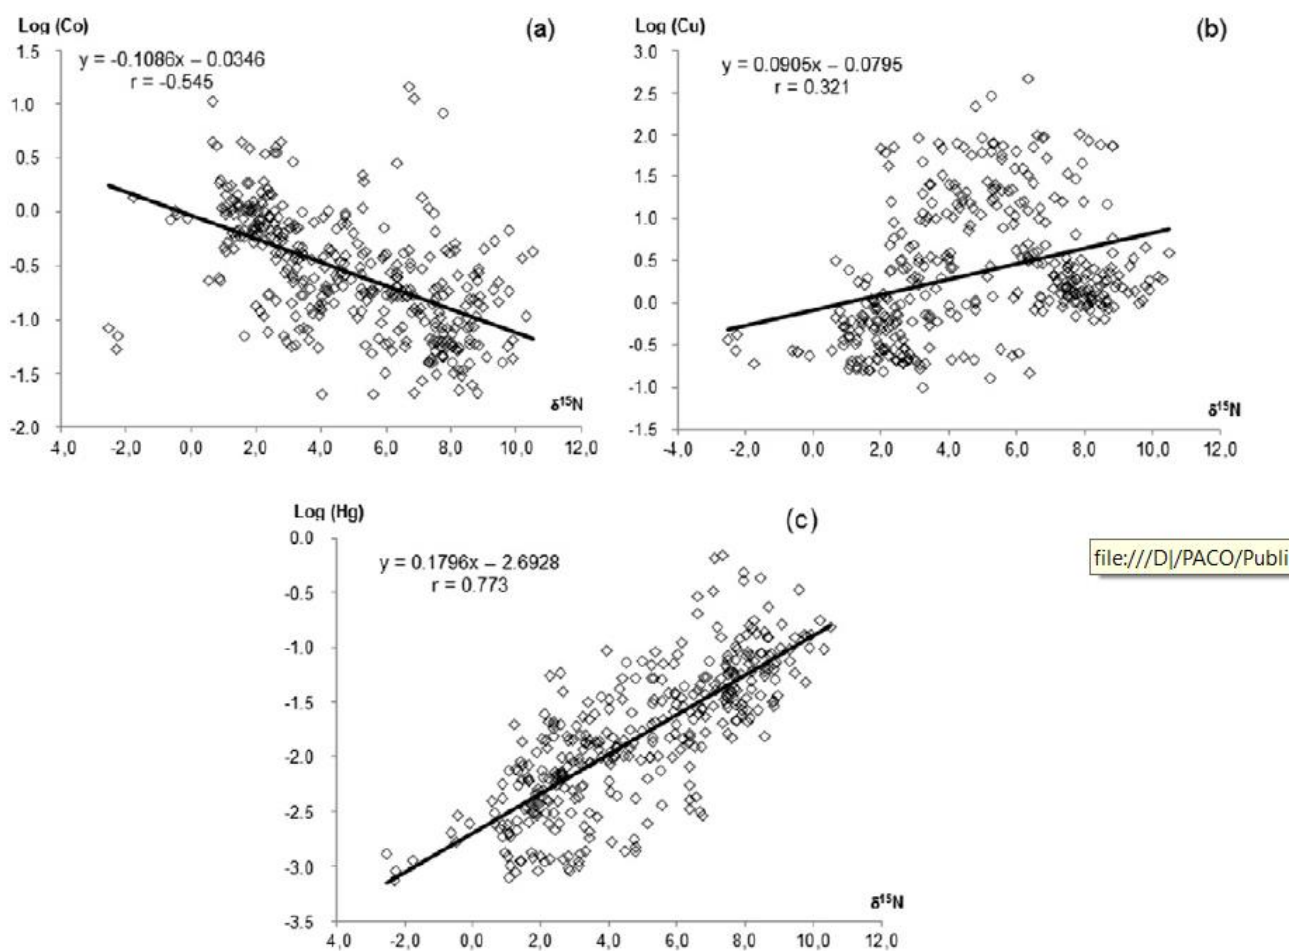 Log (Co)
(a)
y = -0.1086x – 0.0346
r = -0.545
1.5
1.0
0.5
0.0
-0.5
-1.0
-1.5
-2.0
δ¹⁵N
-4,0 -2,0 0,0 2,0 4,0 6,0 8,0 10,0 12,0
Log (Cu)
(b)
y = 0.0905x – 0.0795
r = 0.321
3.0
2.5
2.0
1.5
1.0
0.5
0.0
-0.5
-1.0
-1.5
δ¹⁵N
-4,0 -2,0 0,0 2,0 4,0 6,0 8,0 10,0 12,0
Log (Hg)
(c)
y = 0.1796x – 2.6928
r = 0.773
0.0
-0.5
-1.0
-1.5
-2.0
-2.5
-3.0
-3.5
δ¹⁵N
4,0 -2,0 0,0 2,0 4,0 6,0 8,0 10,0 12,0
file:///D|/PACO/Publi